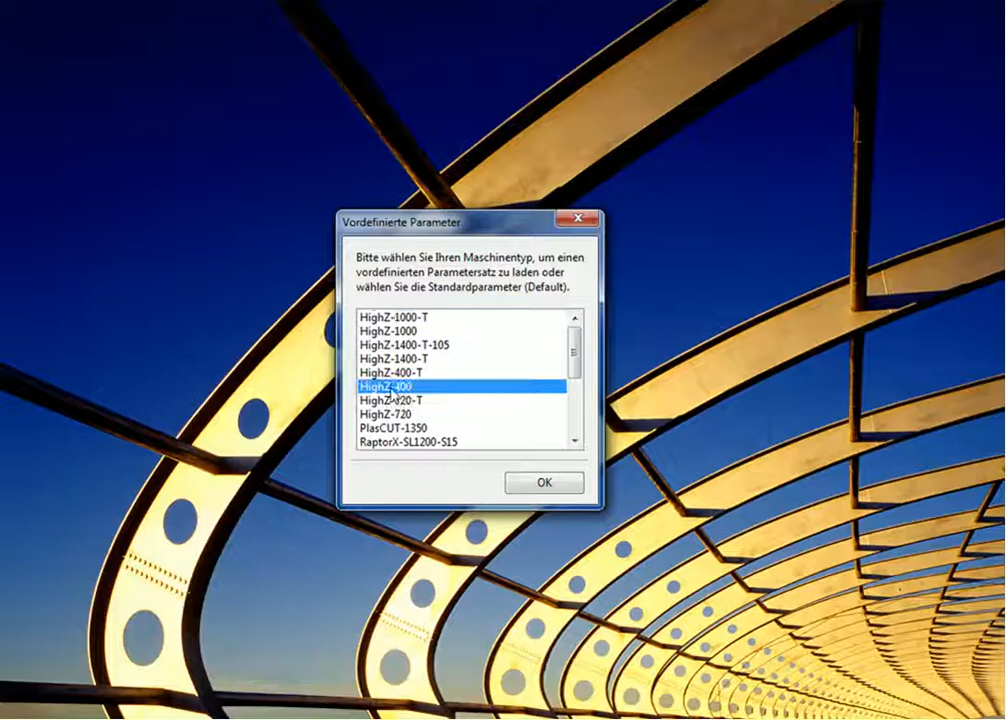 Vordefinierte Parameter
Bitte wählen Sie Ihren Maschinentyp, um einen
vordefinierten Parametersatz zu laden oder
wählen Sie die Standardparameter (Default).
HighZ-1000-T
HighZ-1000
HighZ-1400-T-105
HighZ-1400-T
HighZ-400-T
HighZ-400
HighZ-720-T
HighZ-720
PlasCUT-1350
RaptorX-SL1200-S15
OK